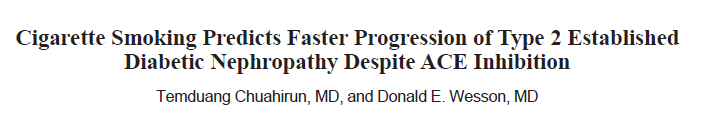 Cigarette Smoking Predicts Faster Progression of Type 2 Established
Diabetic Nephropathy Despite ACE Inhibition
Temduang Chuahirun, MD, and Donald E. Wesson, MD